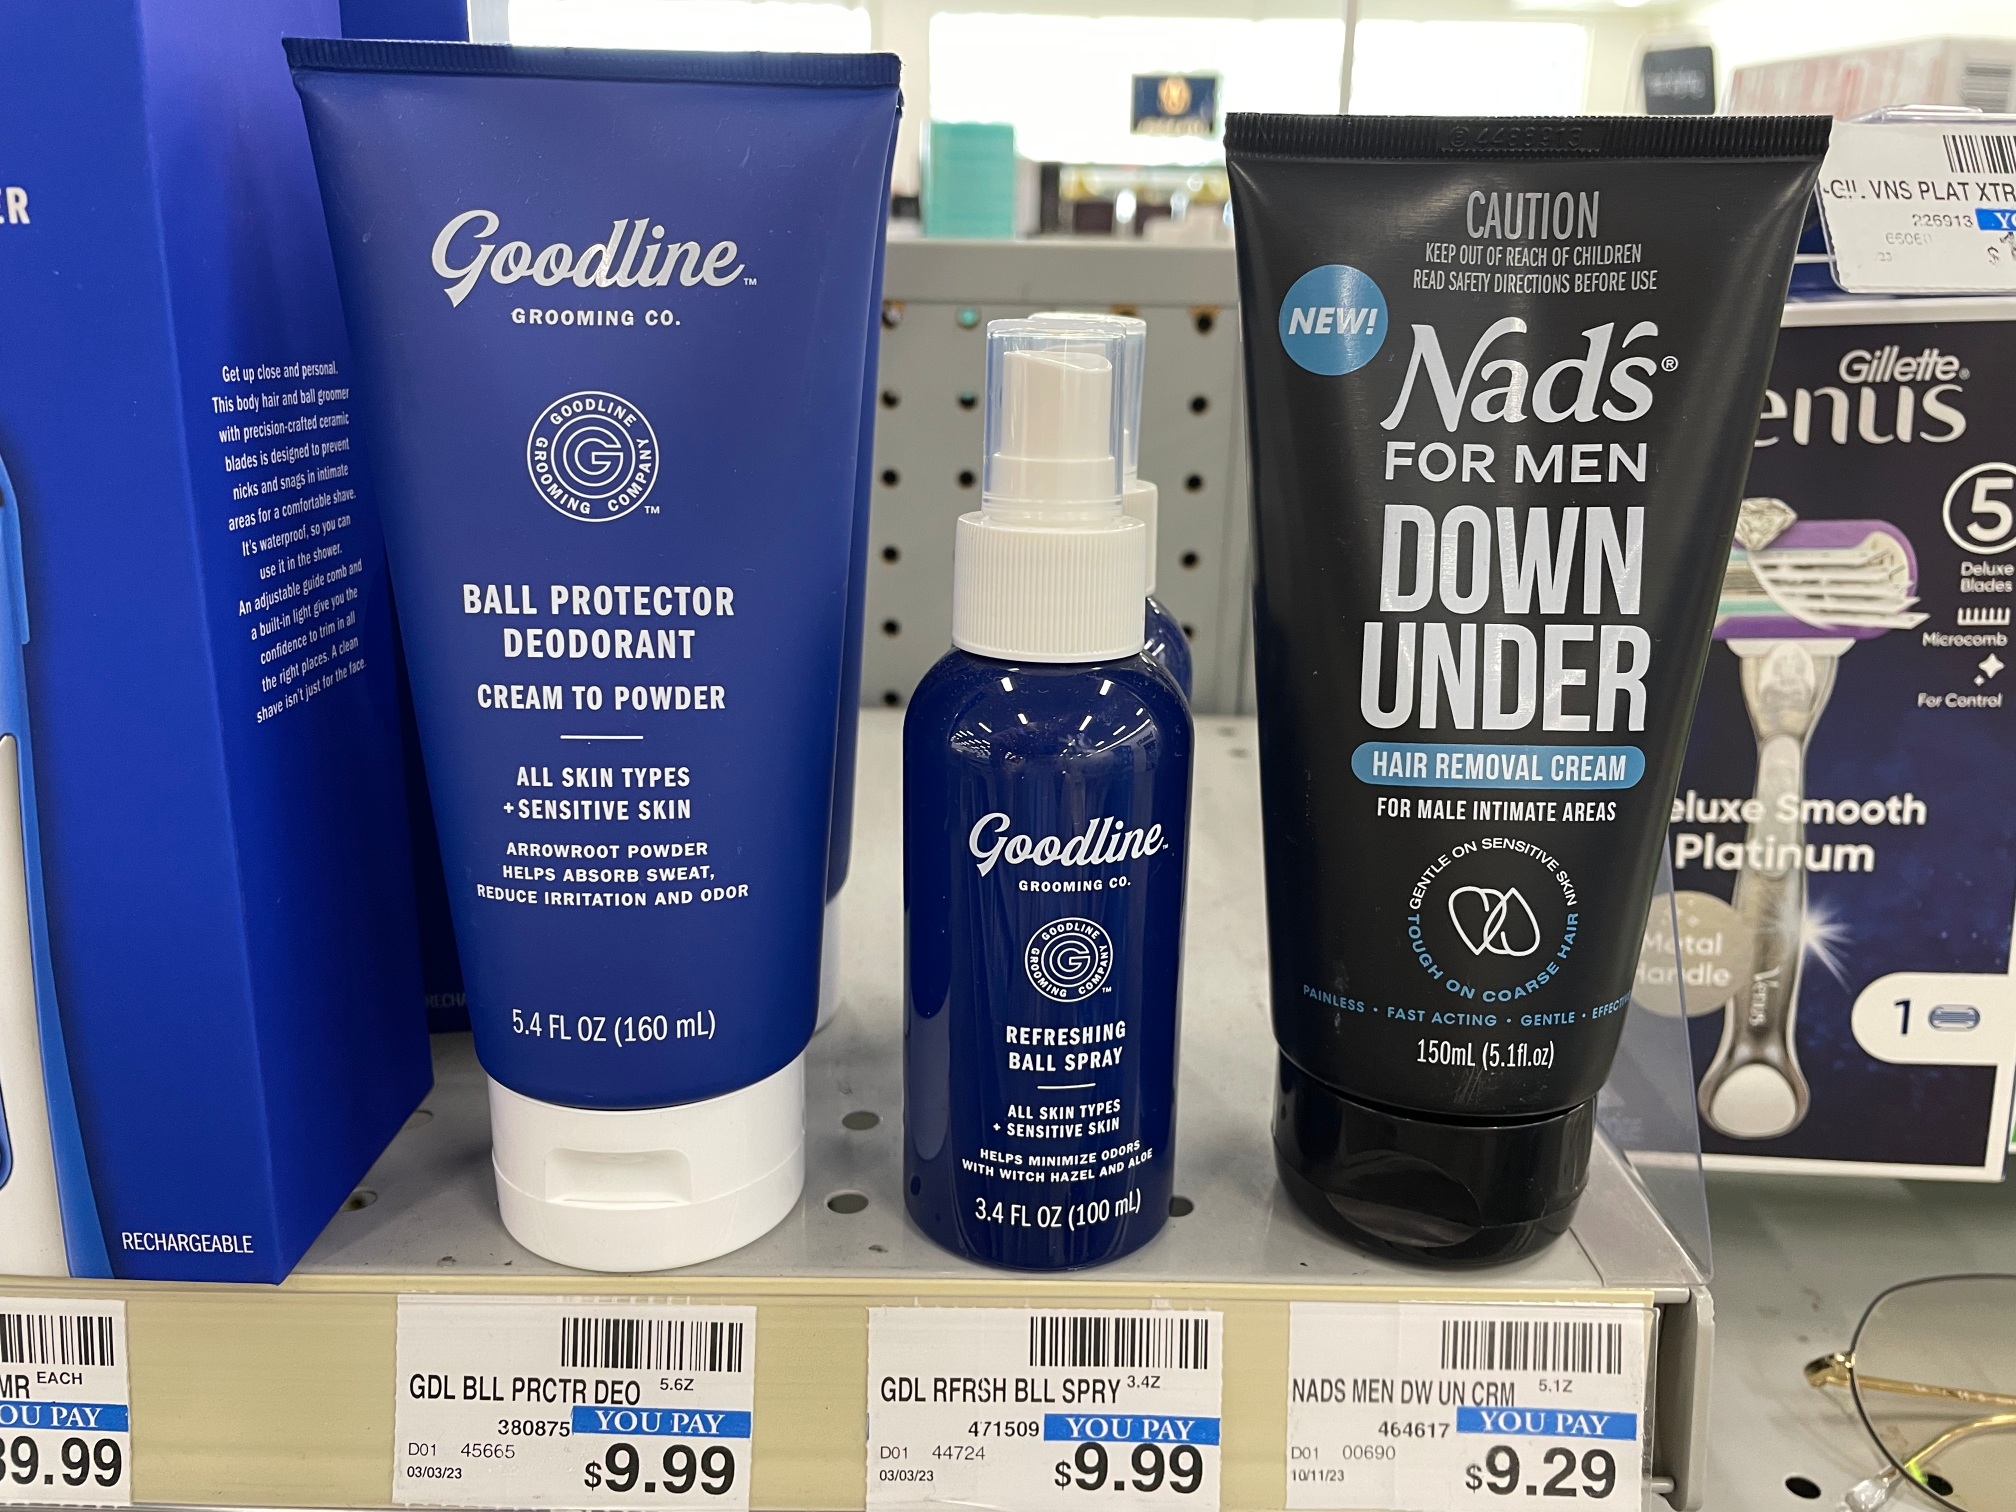 ER
Get up close and personal.
This body hair and ball groomer
with precision-crafted ceramic
blades is designed to prevent
nicks and snags in intimate
areas for a comfortable shave.
It's waterproof, so you can
use it in the shower.
An adjustable guide comb and
a built-in light give you the
confidence to trim in all
the right places. A clean
shave isn't just for the face.
RECHARGEABLE
Goodline™
GROOMING CO.
GOODLINE GROOMING COMPANY
G
™
BALL PROTECTOR
DEODORANT
CREAM TO POWDER
ALL SKIN TYPES
+ SENSITIVE SKIN
ARROWROOT POWDER
HELPS ABSORB SWEAT,
REDUCE IRRITATION AND ODOR
5.4 FL OZ (160 mL)
Goodline™
GROOMING CO.
GOODLINE GROOMING COMPANY
G
™
REFRESHING
BALL SPRAY
ALL SKIN TYPES
+ SENSITIVE SKIN
HELPS MINIMIZE ODORS
WITH WITCH HAZEL AND ALOE
3.4 FL OZ (100 mL)
CAUTION
KEEP OUT OF REACH OF CHILDREN
READ SAFETY DIRECTIONS BEFORE USE
NEW!
Nad's®
FOR MEN
DOWN
UNDER
HAIR REMOVAL CREAM
FOR MALE INTIMATE AREAS
GENTLE ON SENSITIVE SKIN
TOUGH ON COARSE HAIR
PAINLESS • FAST ACTING • GENTLE • EFFECTIV
150mL (5.1fl.oz)
VNS PLAT XTR
226913 YO
$
Gillette
enus
5
Deluxe
Blades
Microcomb
For Control
eluxe Smooth
Platinum
Metal
Handle
Venus
1
MR EACH
OU PAY
39.99
GDL BLL PRCTR DEO 5.6Z
380875 YOU PAY
D01 45665
03/03/23 $9.99
GDL RFRSH BLL SPRY 3.4Z
471509 YOU PAY
D01 44724
03/03/23 $9.99
NADS MEN DW UN CRM 5.1Z
464617 YOU PAY
D01 00690
10/11/23 $9.29